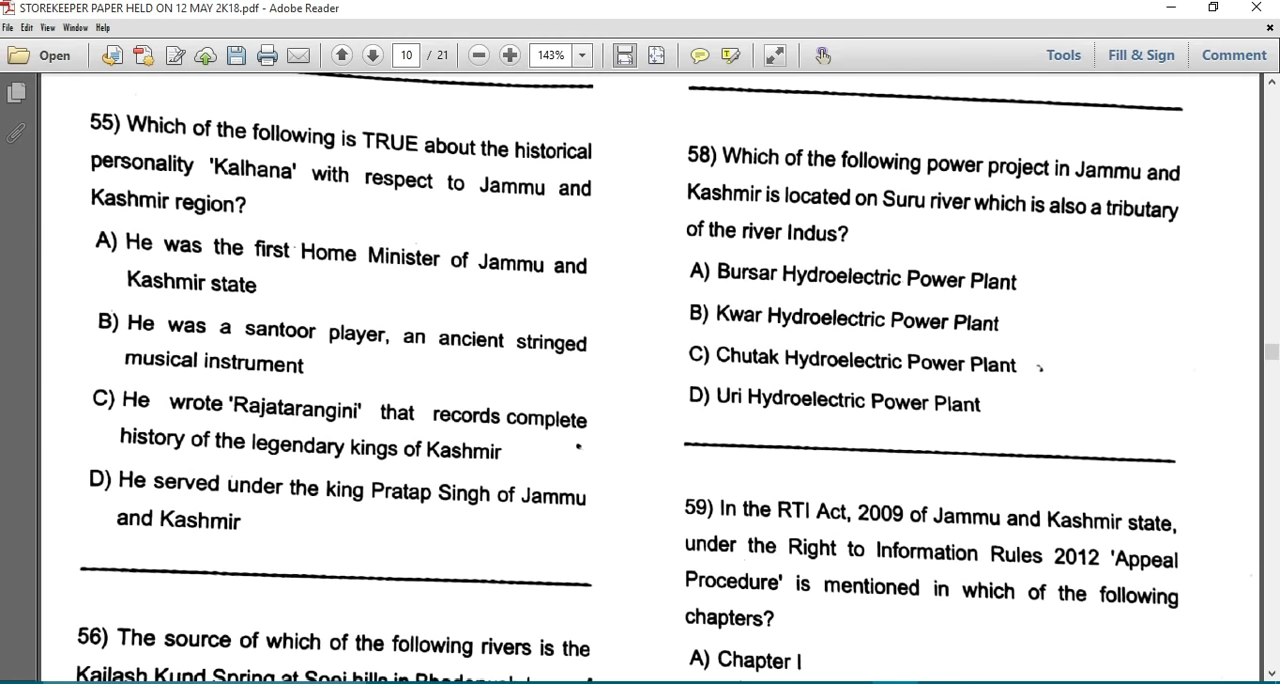 STOREKEEPER PAPER HELD ON 12 MAY 2K18.pdf - Adobe Reader
File Edit View Window Help
Open 10 / 21 143% Tools Fill & Sign Comment
55) Which of the following is TRUE about the historical
personality 'Kalhana' with respect to Jammu and
Kashmir region?
A) He was the first Home Minister of Jammu and
Kashmir state
B) He was a santoor player, an ancient stringed
musical instrument
C) He wrote 'Rajatarangini' that records complete
history of the legendary kings of Kashmir
D) He served under the king Pratap Singh of Jammu
and Kashmir
56) The source of which of the following rivers is the
Kailash Kund Spring at
58) Which of the following power project in Jammu and
Kashmir is located on Suru river which is also a tributary
of the river Indus?
A) Bursar Hydroelectric Power Plant
B) Kwar Hydroelectric Power Plant
C) Chutak Hydroelectric Power Plant
D) Uri Hydroelectric Power Plant
59) In the RTI Act, 2009 of Jammu and Kashmir state,
under the Right to Information Rules 2012 'Appeal
Procedure' is mentioned in which of the following
chapters?
A) Chapter I